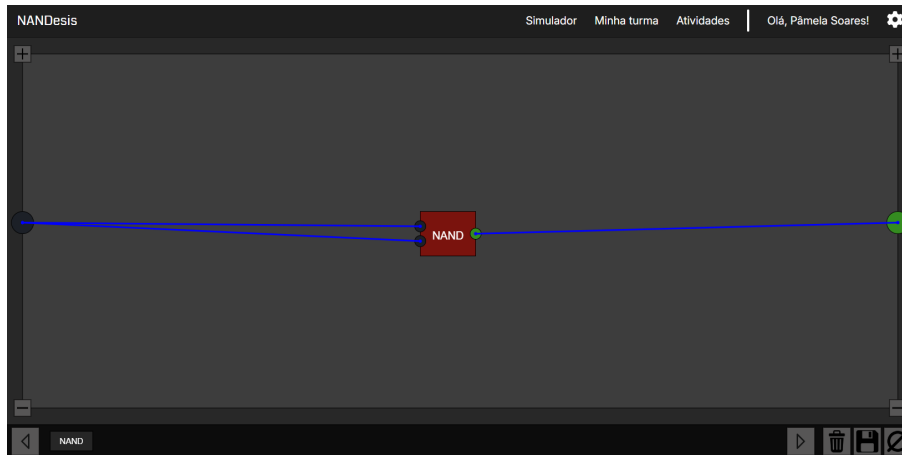 NANDesis
Simulador Minha turma Atividades Olá, Pâmela Soares!
NAND
NAND